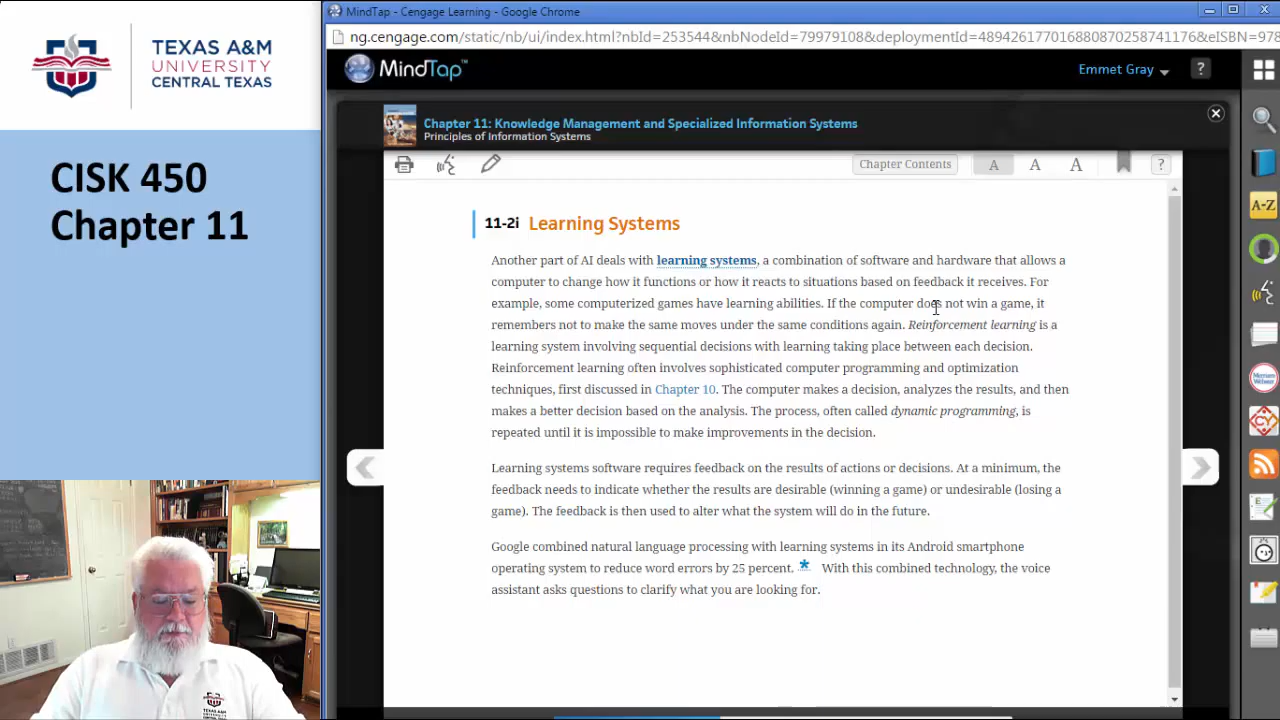 TEXAS A&M
UNIVERSITY
CENTRAL TEXAS
CISK 450
Chapter 11
MindTap - Cengage Learning - Google Chrome
ng.cengage.com/static/nb/ui/index.html?nbId=253544&nbNodeId=79979108&deploymentId=48942617701688087025874117​6&eISBN=978
MindTap™
Emmet Gray
?
Chapter 11: Knowledge Management and Specialized Information Systems
Principles of Information Systems
Chapter Contents
A A A
?
11-2i Learning Systems
Another part of AI deals with learning systems, a combination of software and hardware that allows a
computer to change how it functions or how it reacts to situations based on feedback it receives. For
example, some computerized games have learning abilities. If the computer does not win a game, it
remembers not to make the same moves under the same conditions again. Reinforcement learning is a
learning system involving sequential decisions with learning taking place between each decision.
Reinforcement learning often involves sophisticated computer programming and optimization
techniques, first discussed in Chapter 10. The computer makes a decision, analyzes the results, and then
makes a better decision based on the analysis. The process, often called dynamic programming, is
repeated until it is impossible to make improvements in the decision.
Learning systems software requires feedback on the results of actions or decisions. At a minimum, the
feedback needs to indicate whether the results are desirable (winning a game) or undesirable (losing a
game). The feedback is then used to alter what the system will do in the future.
Google combined natural language processing with learning systems in its Android smartphone
operating system to reduce word errors by 25 percent. * With this combined technology, the voice
assistant asks questions to clarify what you are looking for.
A-Z
TEXAS A&M
UNIVERSITY